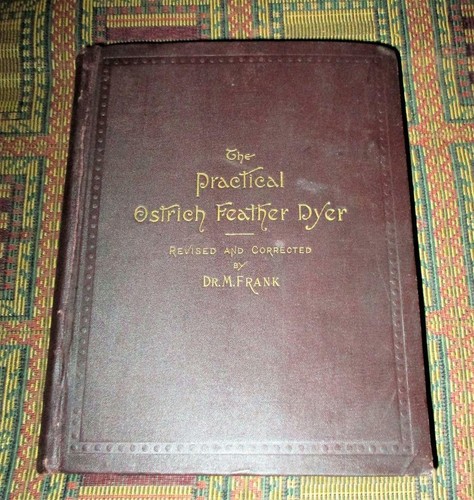 The
Practical
Ostrich Feather Dyer
Revised and Corrected
by
Dr. M. Frank